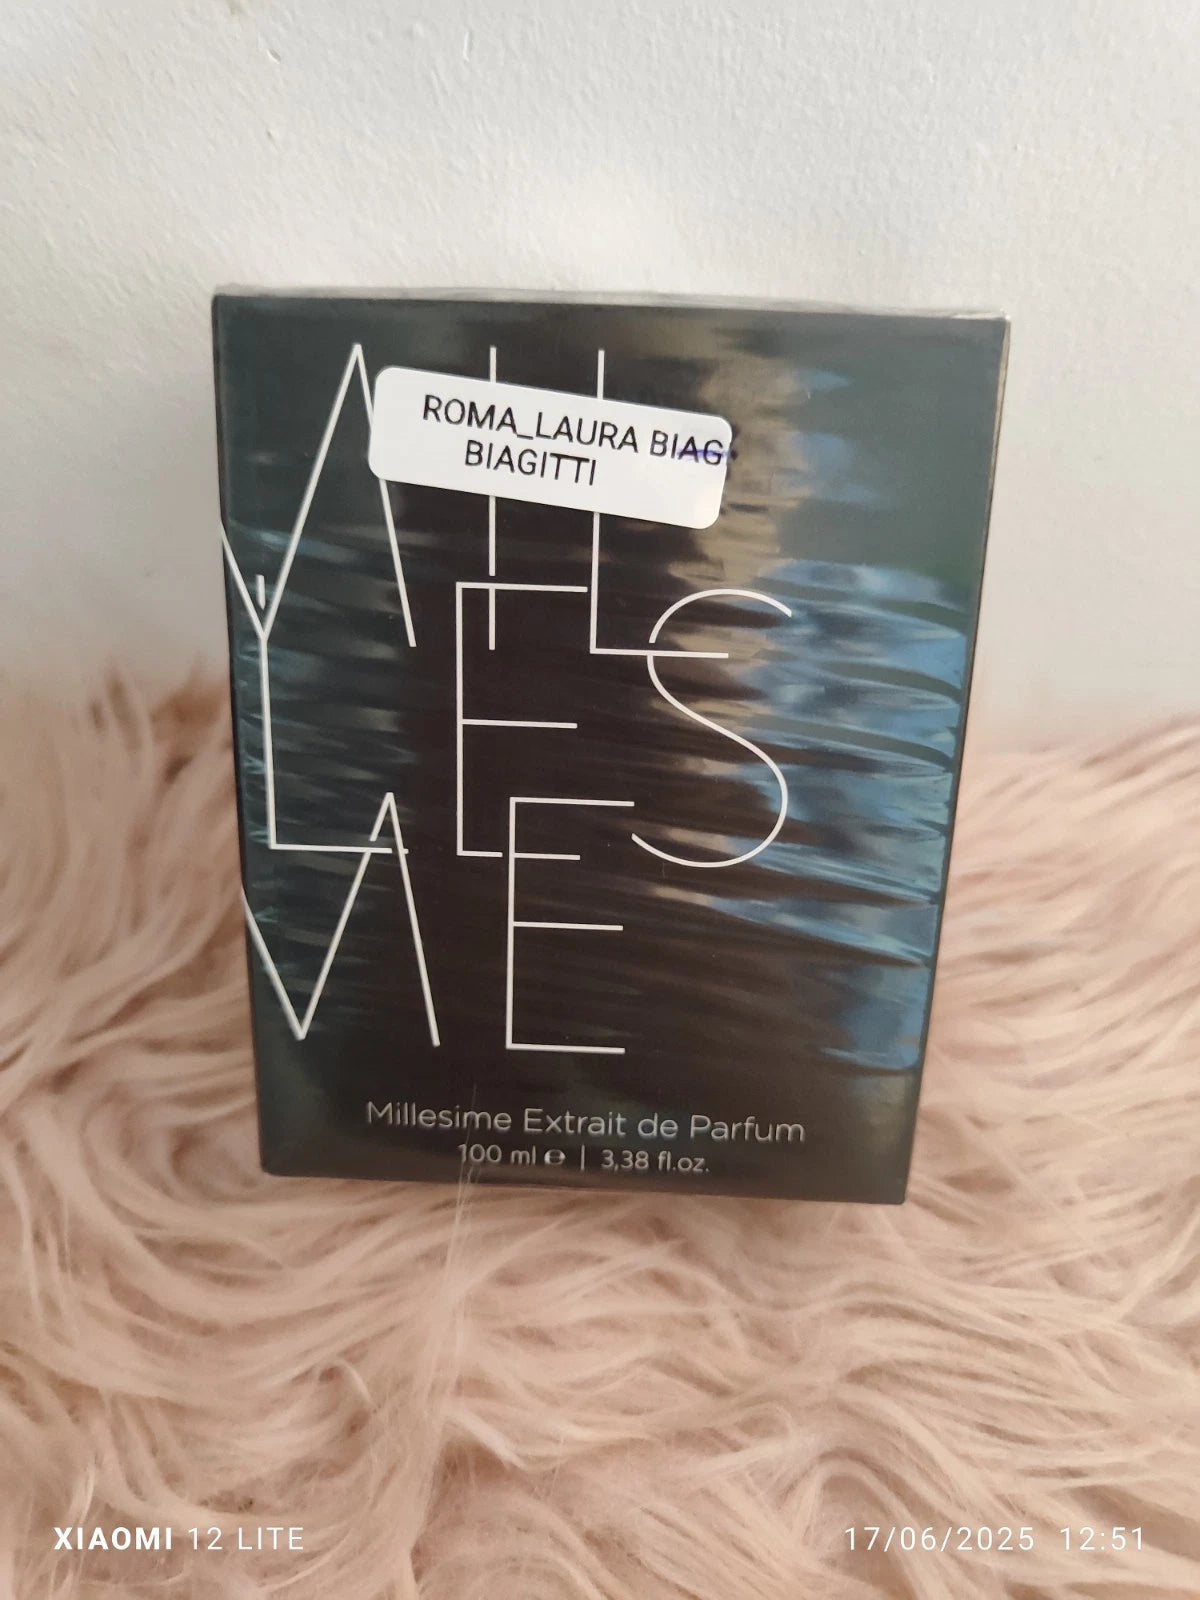 ROMA_LAURA BIAG
BIAGITTI
MILLESIME
Millesime Extrait de Parfum
100 ml ℮ | 3,38 fl.oz.
XIAOMI 12 LITE
17/06/2025 12:51